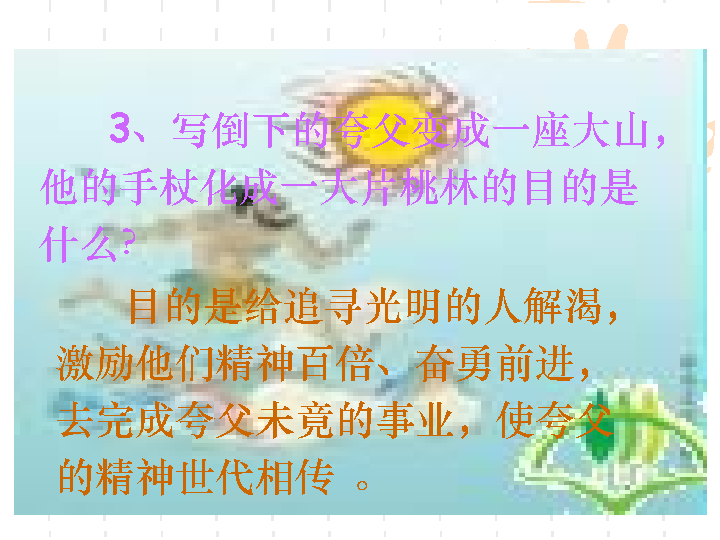 3、写倒下的夸父变成一座大山，
他的手杖化成一大片桃林的目的是
什么?
目的是给追寻光明的人解渴，
激励他们精神百倍、奋勇前进，
去完成夸父未竟的事业，使夸父
的精神世代相传 。